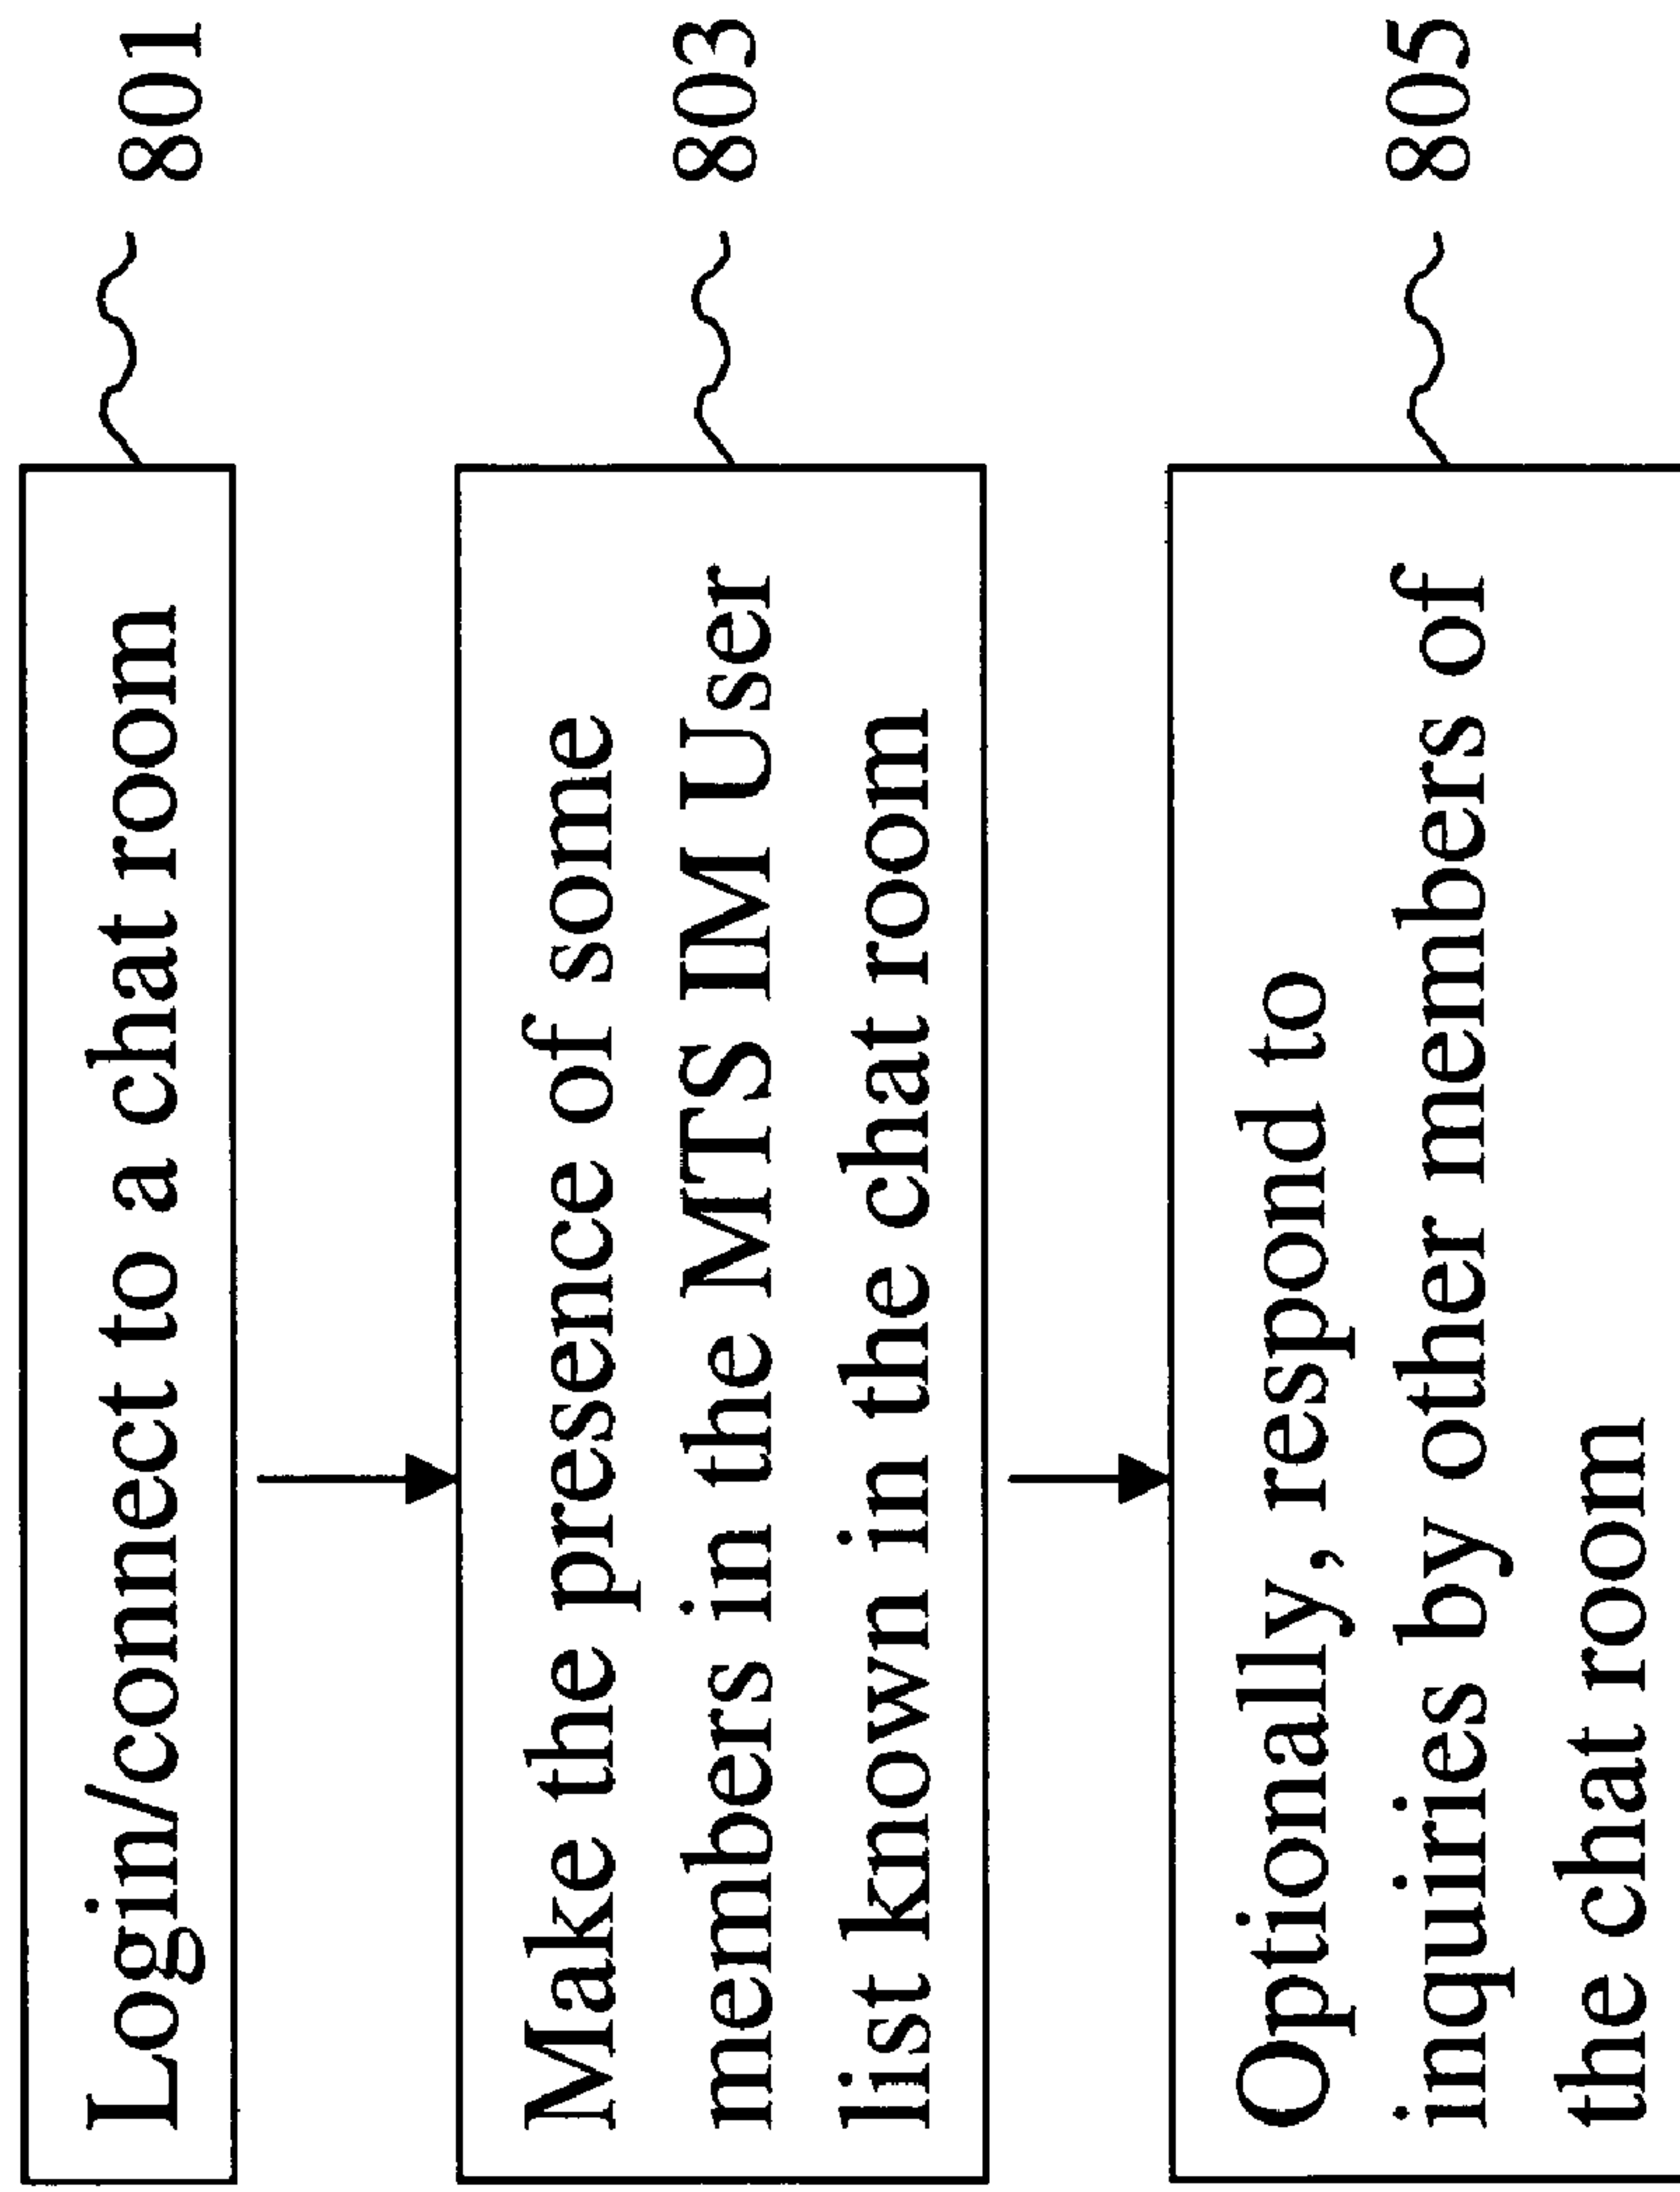 Login/connect to a chat room
801
Make the presence of some
members in the MTS IM User
list known in the chat room
803
Optionally, respond to
inquiries by other members of
the chat room
805